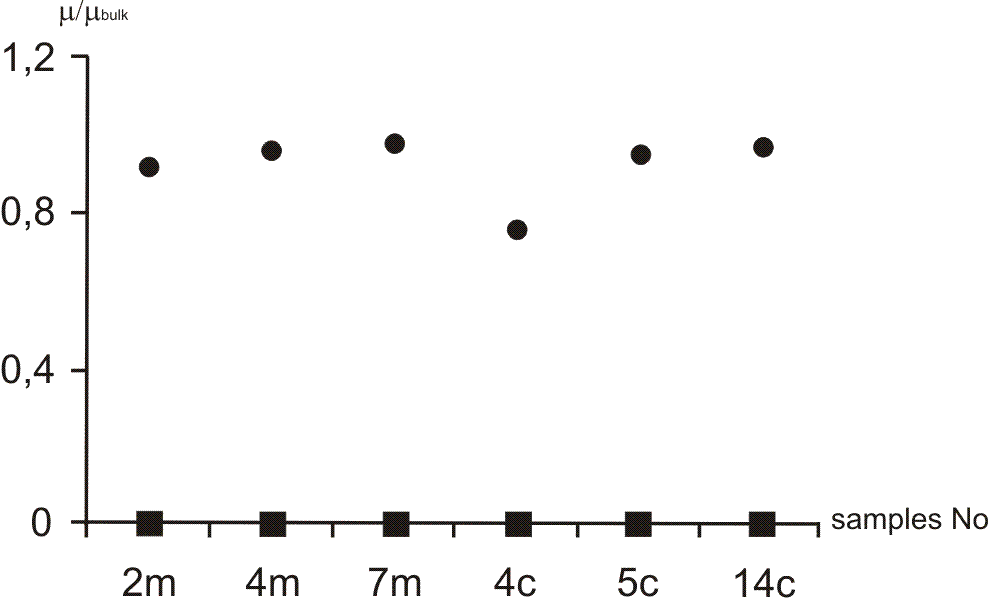 μ/μbulk
1,2
0,8
0,4
0
samples No
2m 4m 7m 4c 5c 14c